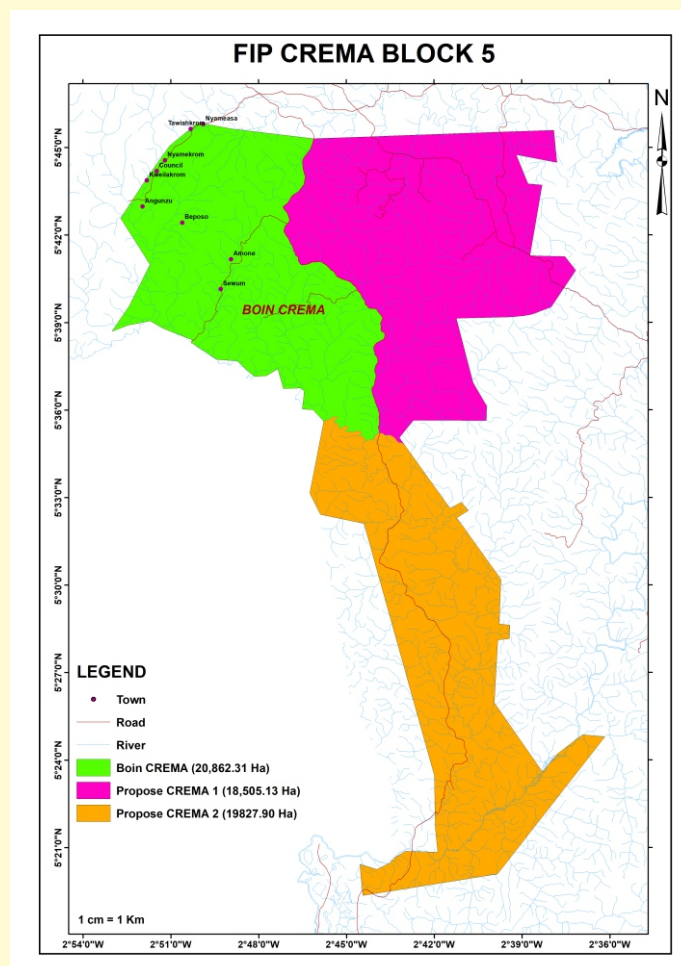 FIP CREMA BLOCK 5
N
2°54'0"W 2°51'0"W 2°48'0"W 2°45'0"W 2°42'0"W 2°39'0"W 2°36'0"W
5°45'0"N
5°42'0"N
5°39'0"N
5°36'0"N
5°33'0"N
5°30'0"N
5°27'0"N
5°24'0"N
5°21'0"N
Nyameasa
Tawiahkrom
Nyamekrom
Council
Kweilakrom
Angunzu
Beposo
Amone
Sewum
BOIN CREMA
LEGEND
Town
Road
River
Boin CREMA (20,862.31 Ha)
Propose CREMA 1 (18,505.13 Ha)
Propose CREMA 2 (19827.90 Ha)
1 cm = 1 Km